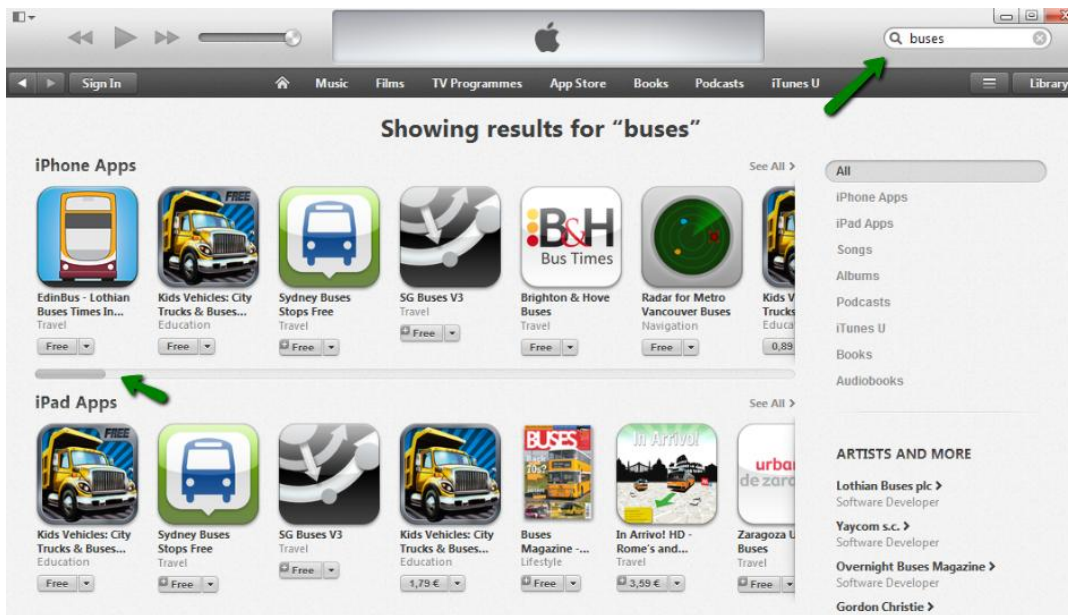 buses
Sign In
Music Films TV Programmes App Store Books Podcasts iTunes U
Library
Showing results for “buses”
iPhone Apps
See All >
FREE
B&H
Bus Times
EdinBus - Lothian
Buses Times In...
Travel
Free
Kids Vehicles: City
Trucks & Buses...
Education
Free
Sydney Buses
Stops Free
Travel
Free
SG Buses V3
Travel
Free
Brighton & Hove
Buses
Travel
Free
Radar for Metro
Vancouver Buses
Navigation
Free
Kids V
Trucks
Educa
0,89
iPad Apps
See All >
FREE
BUSES
In Arrivo!
urba
de zara
Kids Vehicles: City
Trucks & Buses...
Education
Free
Sydney Buses
Stops Free
Travel
Free
SG Buses V3
Travel
Free
Kids Vehicles: City
Trucks & Buses...
Education
1,79 €
Buses
Magazine -...
Lifestyle
Free
In Arrivo! HD -
Rome's and...
Travel
3,59 €
Zaragoza U
Buses
Travel
Free
All
iPhone Apps
iPad Apps
Songs
Albums
Podcasts
iTunes U
Books
Audiobooks
ARTISTS AND MORE
Lothian Buses plc >
Software Developer
Yaycom s.c. >
Software Developer
Overnight Buses Magazine >
Software Developer
Gordon Christie >